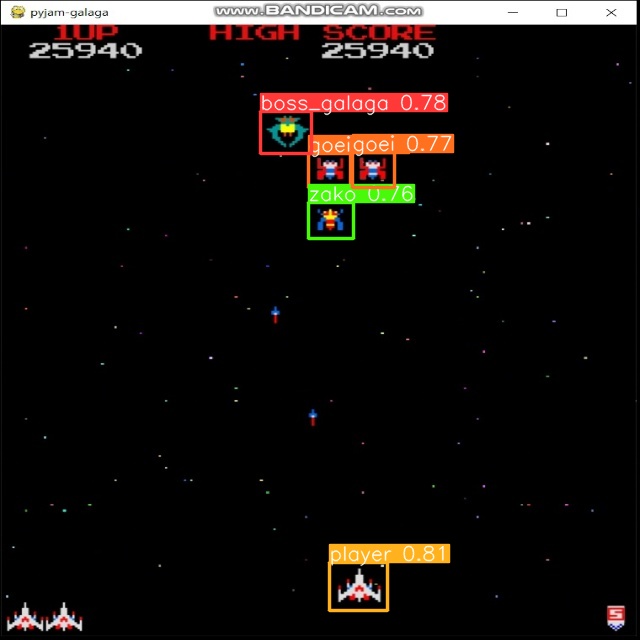 pyjam-galaga
www.BANDICAM.com
1UP HIGH SCORE
25940 25940
boss_galaga 0.78
goei goei 0.77
zako 0.76
player 0.81
5